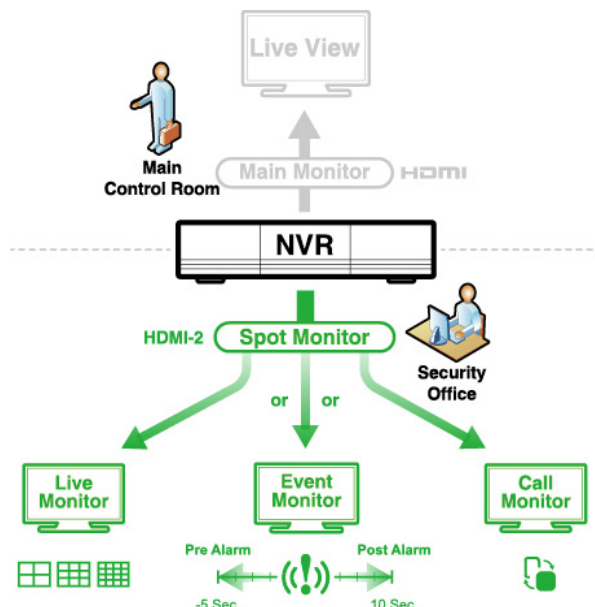 Live View
Main
Control Room
Main Monitor
HDMI
NVR
HDMI-2
Spot Monitor
Security
Office
or
or
Live
Monitor
Event
Monitor
Call
Monitor
Pre Alarm
Post Alarm
-5 Sec
10 Sec